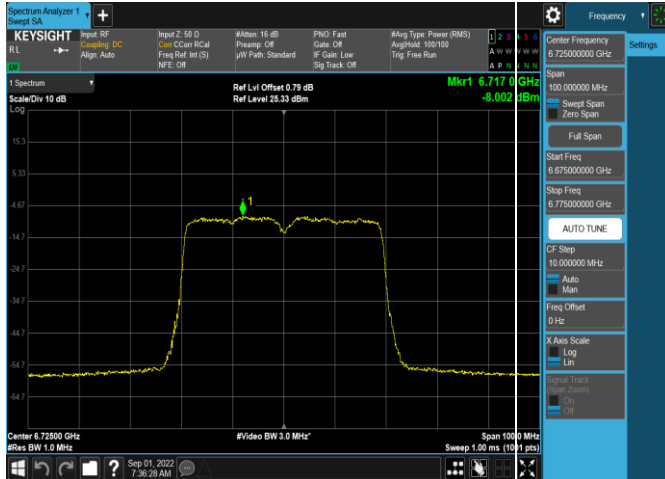 Spectrum Analyzer 1
Swept SA
Frequency
KEYSIGHT
R L
Input: RF
Coupling: DC
Align: Auto
Input Z: 50 Ω
Corr CCorr RCal
Freq Ref: Int (S)
NFE: Off
#Atten: 16 dB
Preamp: Off
µW Path: Standard
PNO: Fast
Gate: Off
IF Gain: Low
Sig Track: Off
#Avg Type: Power (RMS)
Avg|Hold: 100/100
Trig: Free Run
1 2 3 4 5 6
A W W W W W
A P N N N N
Settings
1 Spectrum
Scale/Div 10 dB
Log
Ref Lvl Offset 0.79 dB
Ref Level 25.33 dBm
Mkr1 6.717 0 GHz
-8.002 dBm
15.3
5.33
-4.67
-14.7
-24.7
-34.7
-44.7
-54.7
-64.7
1
Center 6.72500 GHz
#Res BW 1.0 MHz
#Video BW 3.0 MHz*
Span 100.0 MHz
Sweep 1.00 ms (1001 pts)
Center Frequency
6.725000000 GHz
Span
100.000000 MHz
Swept Span
Zero Span
Full Span
Start Freq
6.675000000 GHz
Stop Freq
6.775000000 GHz
AUTO TUNE
CF Step
10.000000 MHz
Auto
Man
Freq Offset
0 Hz
X Axis Scale
Log
Lin
Signal Track
(Span Zoom)
On
Off
?
Sep 01, 2022
7:36:28 AM